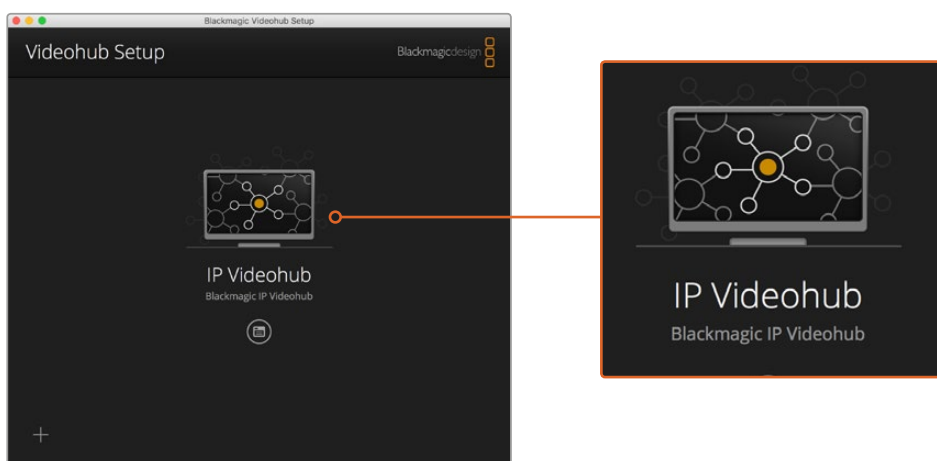 Blackmagic Videohub Setup
Videohub Setup
Blackmagicdesign
IP Videohub
Blackmagic IP Videohub
IP Videohub
Blackmagic IP Videohub